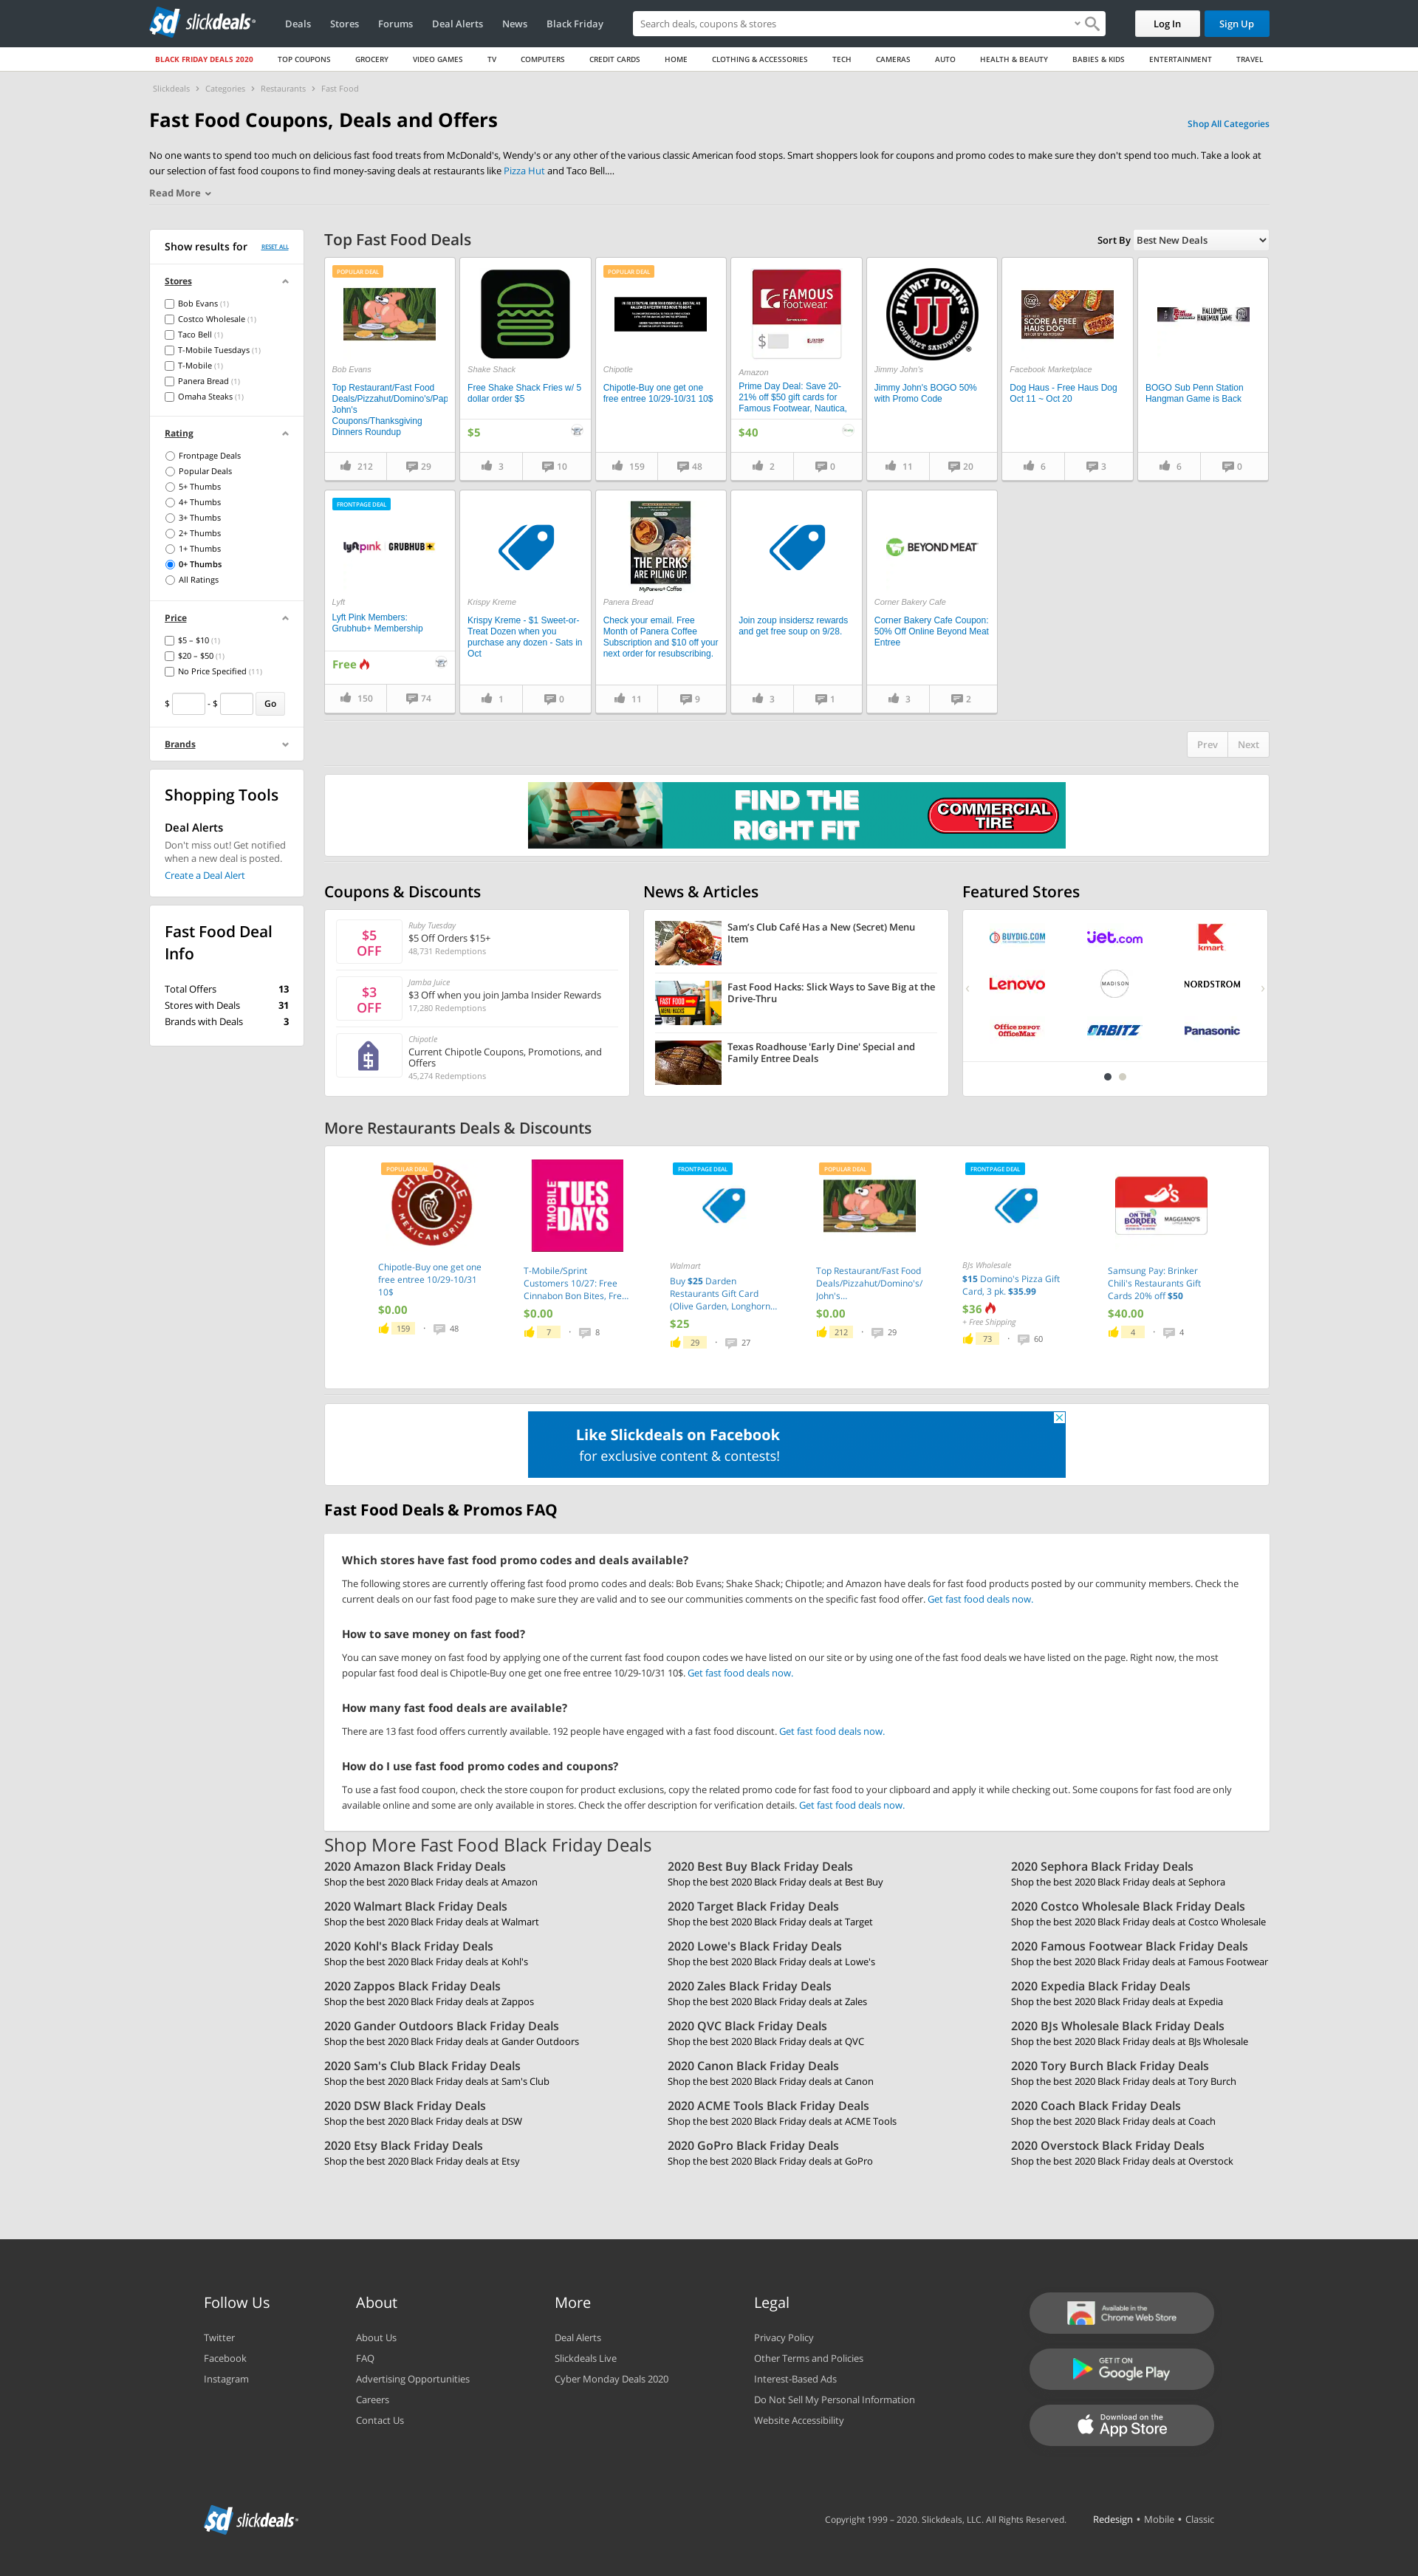 slickdeals
Deals
Stores
Forums
Deal Alerts
News
Black Friday
Search deals, coupons & stores
Log In
Sign Up
BLACK FRIDAY DEALS 2020
TOP COUPONS
GROCERY
VIDEO GAMES
TV
COMPUTERS
CREDIT CARDS
HOME
CLOTHING & ACCESSORIES
TECH
CAMERAS
AUTO
HEALTH & BEAUTY
BABIES & KIDS
ENTERTAINMENT
TRAVEL
Slickdeals > Categories > Restaurants > Fast Food
Fast Food Coupons, Deals and Offers
Shop All Categories
No one wants to spend too much on delicious fast food treats from McDonald's, Wendy's or any other of the various classic American food stops. Smart shoppers look for coupons and promo codes to make sure they don't spend too much. Take a look at
our selection of fast food coupons to find money-saving deals at restaurants like Pizza Hut and Taco Bell....
Read More
Show results for
RESET ALL
Stores
Bob Evans (1)
Costco Wholesale (1)
Taco Bell (1)
T-Mobile Tuesdays (1)
T-Mobile (1)
Panera Bread (1)
Omaha Steaks (1)
Rating
Frontpage Deals
Popular Deals
5+ Thumbs
4+ Thumbs
3+ Thumbs
2+ Thumbs
1+ Thumbs
0+ Thumbs
All Ratings
Price
$5 – $10 (1)
$20 – $50 (1)
No Price Specified (11)
$ - $ Go
Brands
Shopping Tools
Deal Alerts
Don't miss out! Get notified
when a new deal is posted.
Create a Deal Alert
Fast Food Deal
Info
Total Offers 13
Stores with Deals 31
Brands with Deals 3
Top Fast Food Deals
Sort By Best New Deals
POPULAR DEAL
Bob Evans
Top Restaurant/Fast Food
Deals/Pizzahut/Domino's/Pap
John's
Coupons/Thanksgiving
Dinners Roundup
212 29
Shake Shack
Free Shake Shack Fries w/ 5
dollar order $5
$5
3 10
POPULAR DEAL
Chipotle
Chipotle-Buy one get one
free entree 10/29-10/31 10$
159 48
FAMOUS
footwear
$
Amazon
Prime Day Deal: Save 20-
21% off $50 gift cards for
Famous Footwear, Nautica,
$40
2 0
JIMMY JOHN'S
JJ
GOURMET SANDWICHES
Jimmy John's
Jimmy John's BOGO 50%
with Promo Code
11 20
SCORE A FREE
HAUS DOG
Facebook Marketplace
Dog Haus - Free Haus Dog
Oct 11 ~ Oct 20
6 3
HALLOWEEN
HANGMAN GAME
BOGO Sub Penn Station
Hangman Game is Back
6 0
FRONTPAGE DEAL
lyft pink GRUBHUB+
Lyft
Lyft Pink Members:
Grubhub+ Membership
Free
150 74
Krispy Kreme
Krispy Kreme - $1 Sweet-or-
Treat Dozen when you
purchase any dozen - Sats in
Oct
1 0
THE PERKS
ARE PILING UP.
MyPanera+ Coffee
Panera Bread
Check your email. Free
Month of Panera Coffee
Subscription and $10 off your
next order for resubscribing.
11 9
Join zoup insidersz rewards
and get free soup on 9/28.
3 1
BEYOND MEAT
Corner Bakery Cafe
Corner Bakery Cafe Coupon:
50% Off Online Beyond Meat
Entree
3 2
Prev Next
FIND THE
RIGHT FIT
COMMERCIAL
TIRE
Coupons & Discounts
$5
OFF
Ruby Tuesday
$5 Off Orders $15+
48,731 Redemptions
$3
OFF
Jamba Juice
$3 Off when you join Jamba Insider Rewards
17,280 Redemptions
Chipotle
Current Chipotle Coupons, Promotions, and
Offers
45,274 Redemptions
News & Articles
Sam's Club Café Has a New (Secret) Menu
Item
FAST FOOD
MENU HACKS
Fast Food Hacks: Slick Ways to Save Big at the
Drive-Thru
Texas Roadhouse 'Early Dine' Special and
Family Entree Deals
Featured Stores
BUYDIG.COM
jet.com
kmart
Lenovo
MADISON
NORDSTROM
Office DEPOT
OfficeMax
ORBITZ
Panasonic
More Restaurants Deals & Discounts
POPULAR DEAL
CHIPOTLE
MEXICAN GRILL
Chipotle-Buy one get one
free entree 10/29-10/31
10$
$0.00
159 · 48
T-MOBILE
TUES
DAYS
T-Mobile/Sprint
Customers 10/27: Free
Cinnabon Bon Bites, Fre...
$0.00
7 · 8
FRONTPAGE DEAL
Walmart
Buy $25 Darden
Restaurants Gift Card
(Olive Garden, Longhorn...
$25
29 · 27
POPULAR DEAL
Top Restaurant/Fast Food
Deals/Pizzahut/Domino's/
John's...
$0.00
212 · 29
FRONTPAGE DEAL
BJs Wholesale
$15 Domino's Pizza Gift
Card, 3 pk. $35.99
$36
+ Free Shipping
73 · 60
ON THE
BORDER
MAGGIANO'S
Samsung Pay: Brinker
Chili's Restaurants Gift
Cards 20% off $50
$40.00
4 · 4
Like Slickdeals on Facebook
for exclusive content & contests!
Fast Food Deals & Promos FAQ
Which stores have fast food promo codes and deals available?
The following stores are currently offering fast food promo codes and deals: Bob Evans; Shake Shack; Chipotle; and Amazon have deals for fast food products posted by our community members. Check the
current deals on our fast food page to make sure they are valid and to see our communities comments on the specific fast food offer. Get fast food deals now.
How to save money on fast food?
You can save money on fast food by applying one of the current fast food coupon codes we have listed on our site or by using one of the fast food deals we have listed on the page. Right now, the most
popular fast food deal is Chipotle-Buy one get one free entree 10/29-10/31 10$. Get fast food deals now.
How many fast food deals are available?
There are 13 fast food offers currently available. 192 people have engaged with a fast food discount. Get fast food deals now.
How do I use fast food promo codes and coupons?
To use a fast food coupon, check the store coupon for product exclusions, copy the related promo code for fast food to your clipboard and apply it while checking out. Some coupons for fast food are only
available online and some are only available in stores. Check the offer description for verification details. Get fast food deals now.
Shop More Fast Food Black Friday Deals
2020 Amazon Black Friday Deals
Shop the best 2020 Black Friday deals at Amazon
2020 Best Buy Black Friday Deals
Shop the best 2020 Black Friday deals at Best Buy
2020 Sephora Black Friday Deals
Shop the best 2020 Black Friday deals at Sephora
2020 Walmart Black Friday Deals
Shop the best 2020 Black Friday deals at Walmart
2020 Target Black Friday Deals
Shop the best 2020 Black Friday deals at Target
2020 Costco Wholesale Black Friday Deals
Shop the best 2020 Black Friday deals at Costco Wholesale
2020 Kohl's Black Friday Deals
Shop the best 2020 Black Friday deals at Kohl's
2020 Lowe's Black Friday Deals
Shop the best 2020 Black Friday deals at Lowe's
2020 Famous Footwear Black Friday Deals
Shop the best 2020 Black Friday deals at Famous Footwear
2020 Zappos Black Friday Deals
Shop the best 2020 Black Friday deals at Zappos
2020 Zales Black Friday Deals
Shop the best 2020 Black Friday deals at Zales
2020 Expedia Black Friday Deals
Shop the best 2020 Black Friday deals at Expedia
2020 Gander Outdoors Black Friday Deals
Shop the best 2020 Black Friday deals at Gander Outdoors
2020 QVC Black Friday Deals
Shop the best 2020 Black Friday deals at QVC
2020 BJs Wholesale Black Friday Deals
Shop the best 2020 Black Friday deals at BJs Wholesale
2020 Sam's Club Black Friday Deals
Shop the best 2020 Black Friday deals at Sam's Club
2020 Canon Black Friday Deals
Shop the best 2020 Black Friday deals at Canon
2020 Tory Burch Black Friday Deals
Shop the best 2020 Black Friday deals at Tory Burch
2020 DSW Black Friday Deals
Shop the best 2020 Black Friday deals at DSW
2020 ACME Tools Black Friday Deals
Shop the best 2020 Black Friday deals at ACME Tools
2020 Coach Black Friday Deals
Shop the best 2020 Black Friday deals at Coach
2020 Etsy Black Friday Deals
Shop the best 2020 Black Friday deals at Etsy
2020 GoPro Black Friday Deals
Shop the best 2020 Black Friday deals at GoPro
2020 Overstock Black Friday Deals
Shop the best 2020 Black Friday deals at Overstock
Follow Us
Twitter
Facebook
Instagram
About
About Us
FAQ
Advertising Opportunities
Careers
Contact Us
More
Deal Alerts
Slickdeals Live
Cyber Monday Deals 2020
Legal
Privacy Policy
Other Terms and Policies
Interest-Based Ads
Do Not Sell My Personal Information
Website Accessibility
Available in the
Chrome Web Store
GET IT ON
Google Play
Download on the
App Store
slickdeals
Copyright 1999 – 2020. Slickdeals, LLC. All Rights Reserved.
Redesign • Mobile • Classic